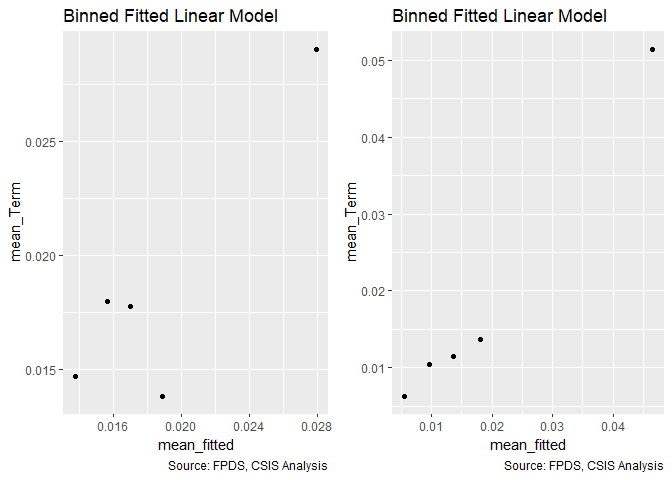 Binned Fitted Linear Model
mean_Term
0.025
0.020
0.015
0.016
0.020
0.024
0.028
mean_fitted
Source: FPDS, CSIS Analysis
Binned Fitted Linear Model
mean_Term
0.05
0.04
0.03
0.02
0.01
0.01
0.02
0.03
0.04
mean_fitted
Source: FPDS, CSIS Analysis